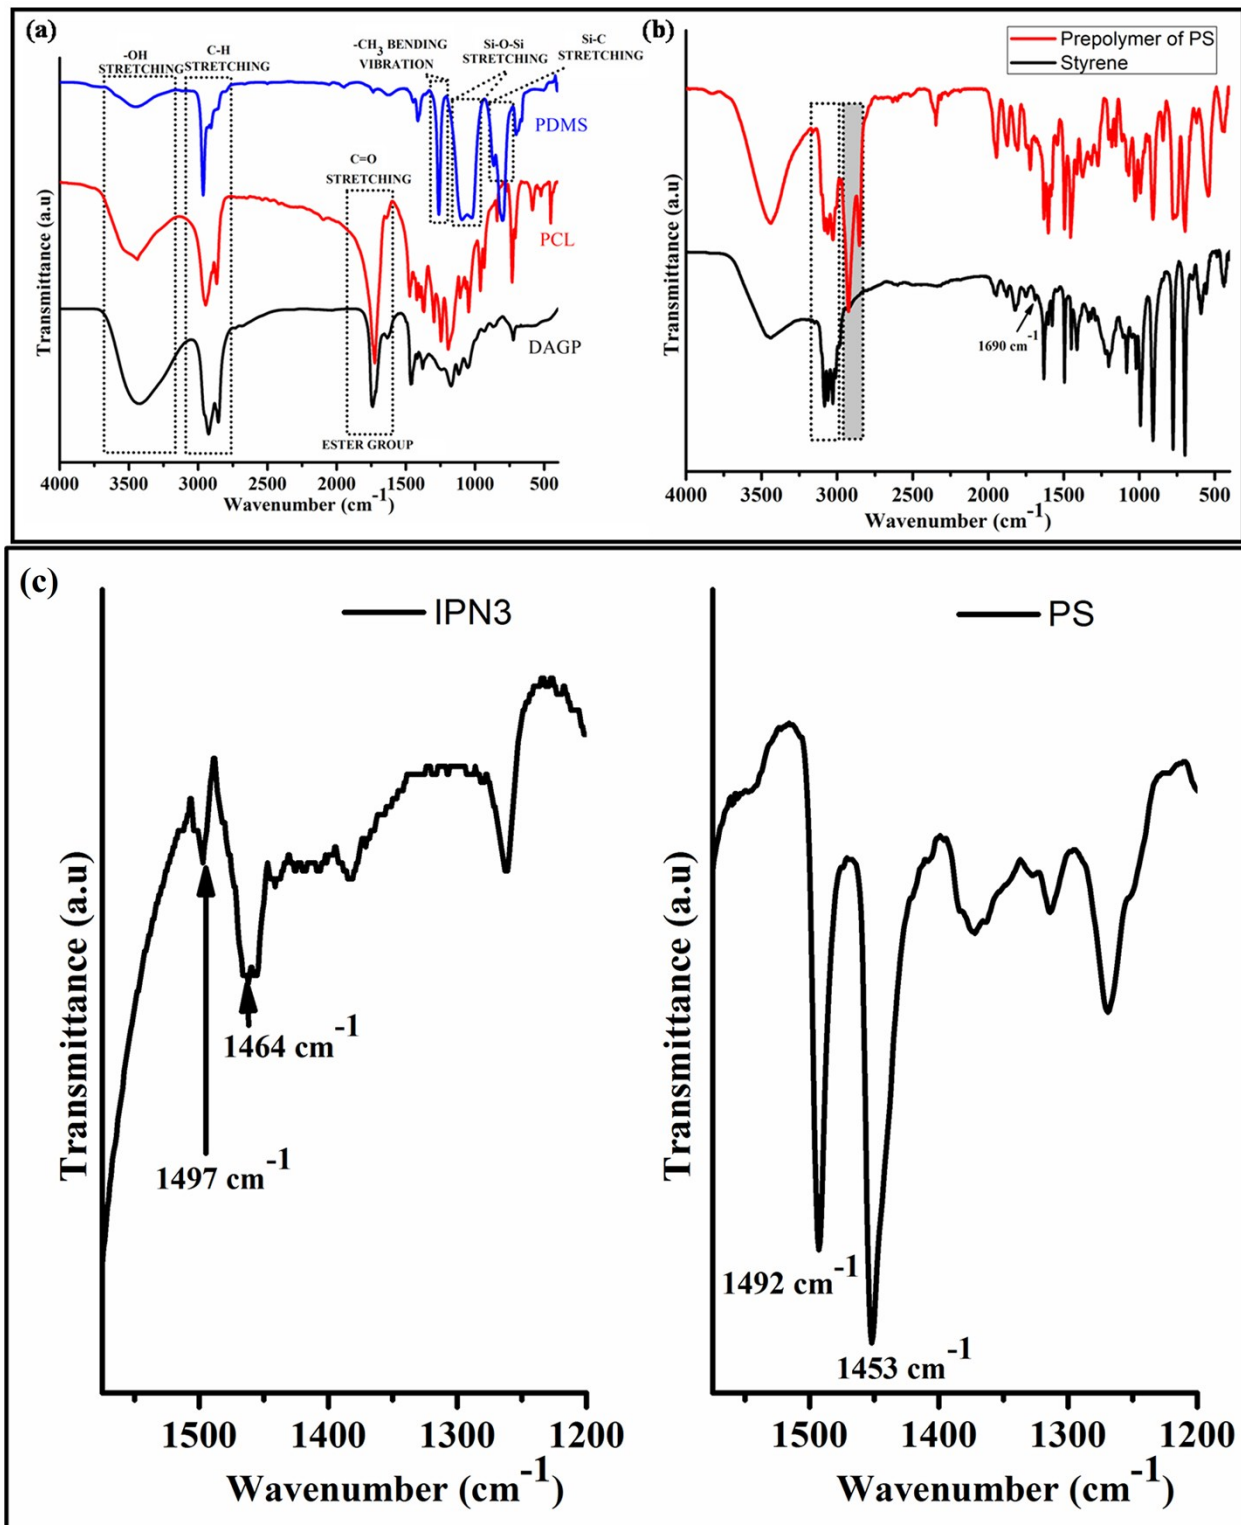 (a)
-OH
STRETCHING
C-H
STRETCHING
-CH3 BENDING
VIBRATION
Si-O-Si
STRETCHING
Si-C
STRETCHING
PDMS
C=O
STRETCHING
PCL
DAGP
ESTER GROUP
Transmittance (a.u)
4000 3500 3000 2500 2000 1500 1000 500
Wavenumber (cm-1)
(b)
Prepolymer of PS
Styrene
1690 cm-1
Transmittance (a.u)
4000 3500 3000 2500 2000 1500 1000 500
Wavenumber (cm-1)
(c)
IPN3
1464 cm-1
1497 cm-1
Transmittance (a.u)
1500 1400 1300 1200
Wavenumber (cm-1)
PS
1492 cm-1
1453 cm-1
Transmittance (a.u)
1500 1400 1300 1200
Wavenumber (cm-1)